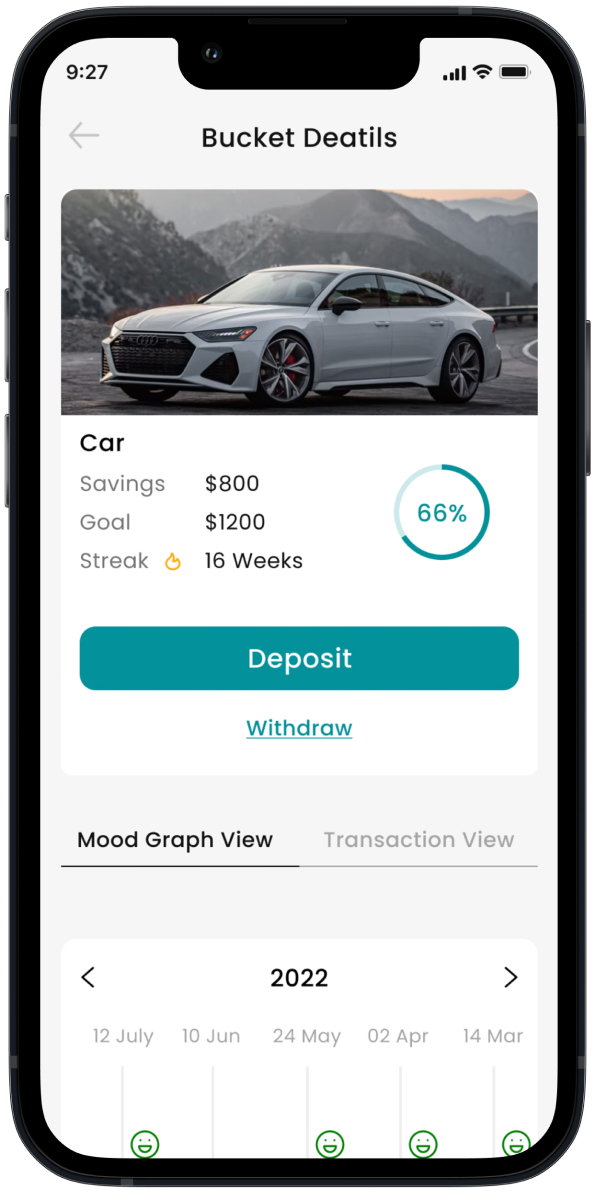 9:27
Bucket Deatils
Car
Savings $800
Goal $1200
Streak 16 Weeks
66%
Deposit
Withdraw
Mood Graph View Transaction View
2022
12 July 10 Jun 24 May 02 Apr 14 Mar